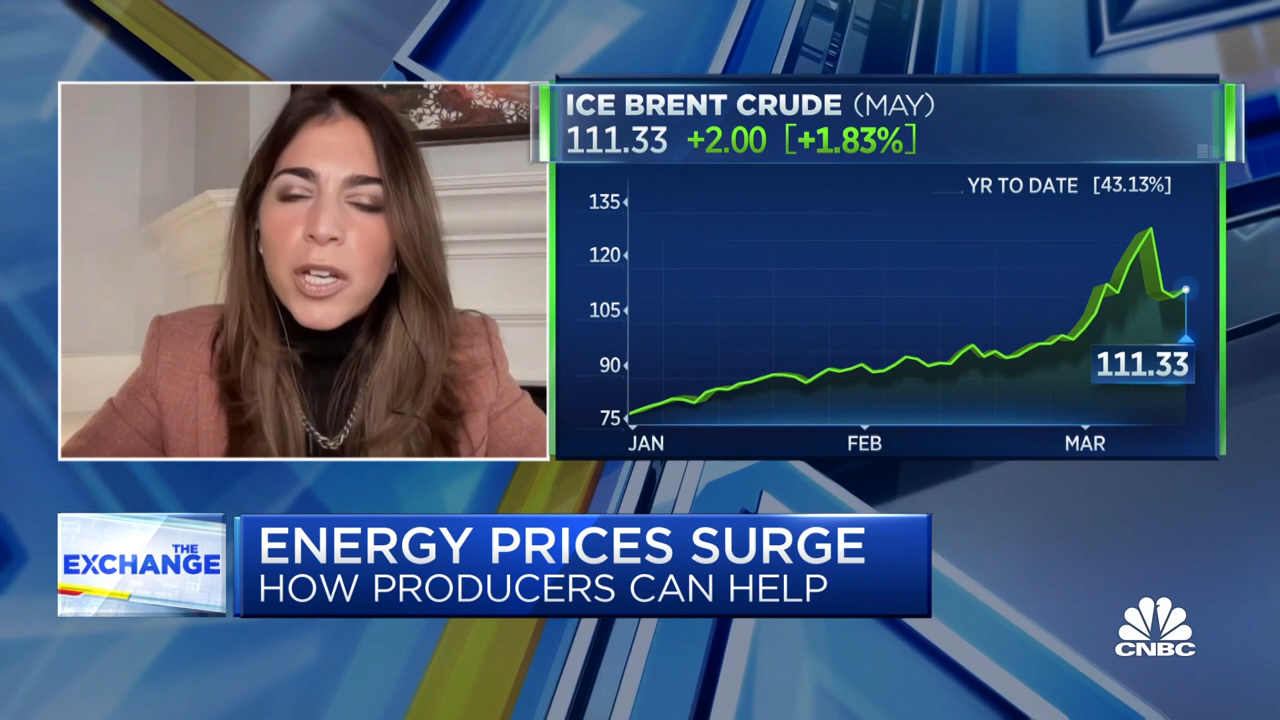 ICE BRENT CRUDE (MAY)
111.33 +2.00 [+1.83%]
YR TO DATE [43.13%]
135
120
105
90
75
111.33
JAN FEB MAR
THE
EXCHANGE
ENERGY PRICES SURGE
HOW PRODUCERS CAN HELP
CNBC